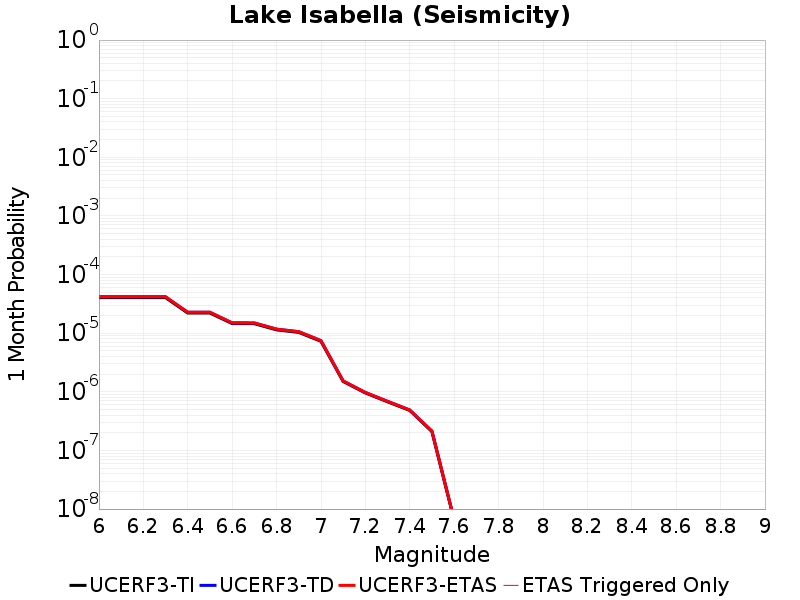 Lake Isabella (Seismicity)
10^0
10^-1
10^-2
10^-3
10^-4
10^-5
10^-6
10^-7
10^-8
1 Month Probability
6 6.2 6.4 6.6 6.8 7 7.2 7.4 7.6 7.8 8 8.2 8.4 8.6 8.8 9
Magnitude
UCERF3-TI UCERF3-TD UCERF3-ETAS ETAS Triggered Only